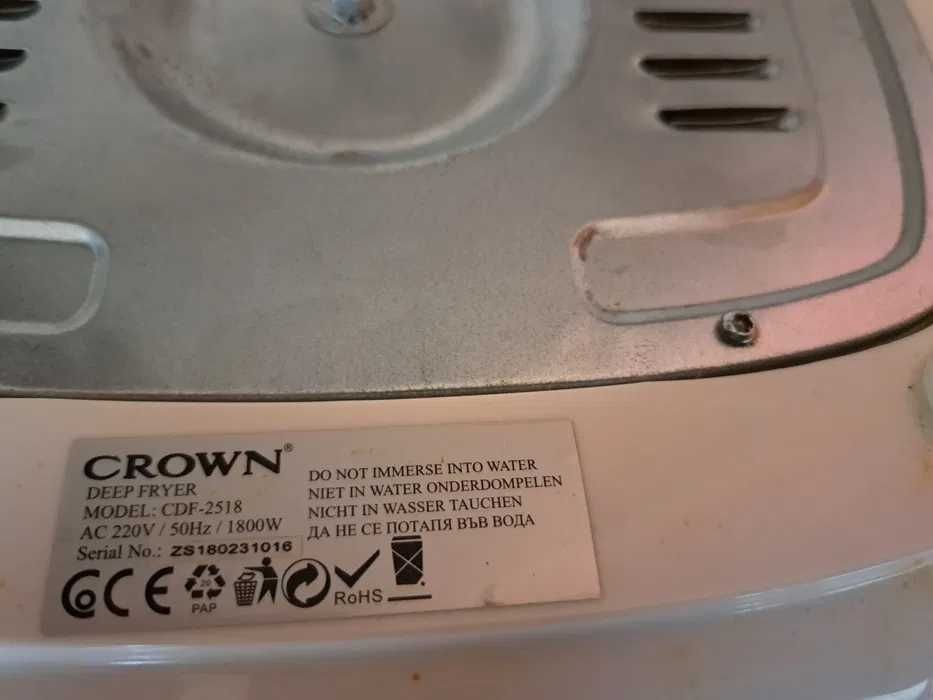 CROWN®
DEEP FRYER
MODEL: CDF-2518
AC 220V / 50Hz / 1800W
Serial No.: ZS180231016
DO NOT IMMERSE INTO WATER
NIET IN WATER ONDERDOMPELEN
NICHT IN WASSER TAUCHEN
ДА НЕ СЕ ПОТАПЯ ВЪВ ВОДА
CE
20
PAP
RoHS